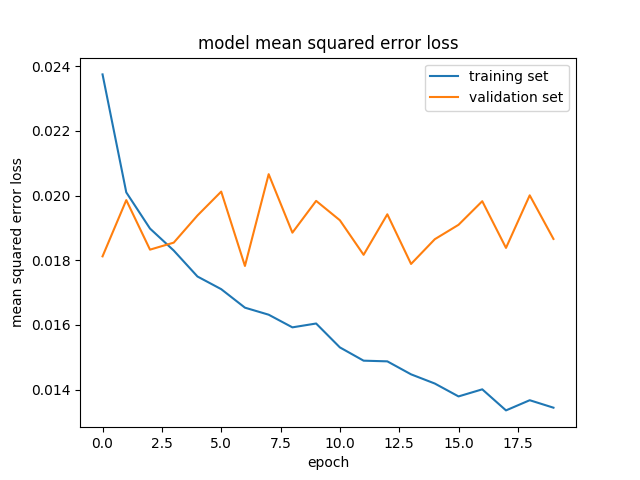 model mean squared error loss
training set
validation set
mean squared error loss
0.024
0.022
0.020
0.018
0.016
0.014
0.0 2.5 5.0 7.5 10.0 12.5 15.0 17.5
epoch